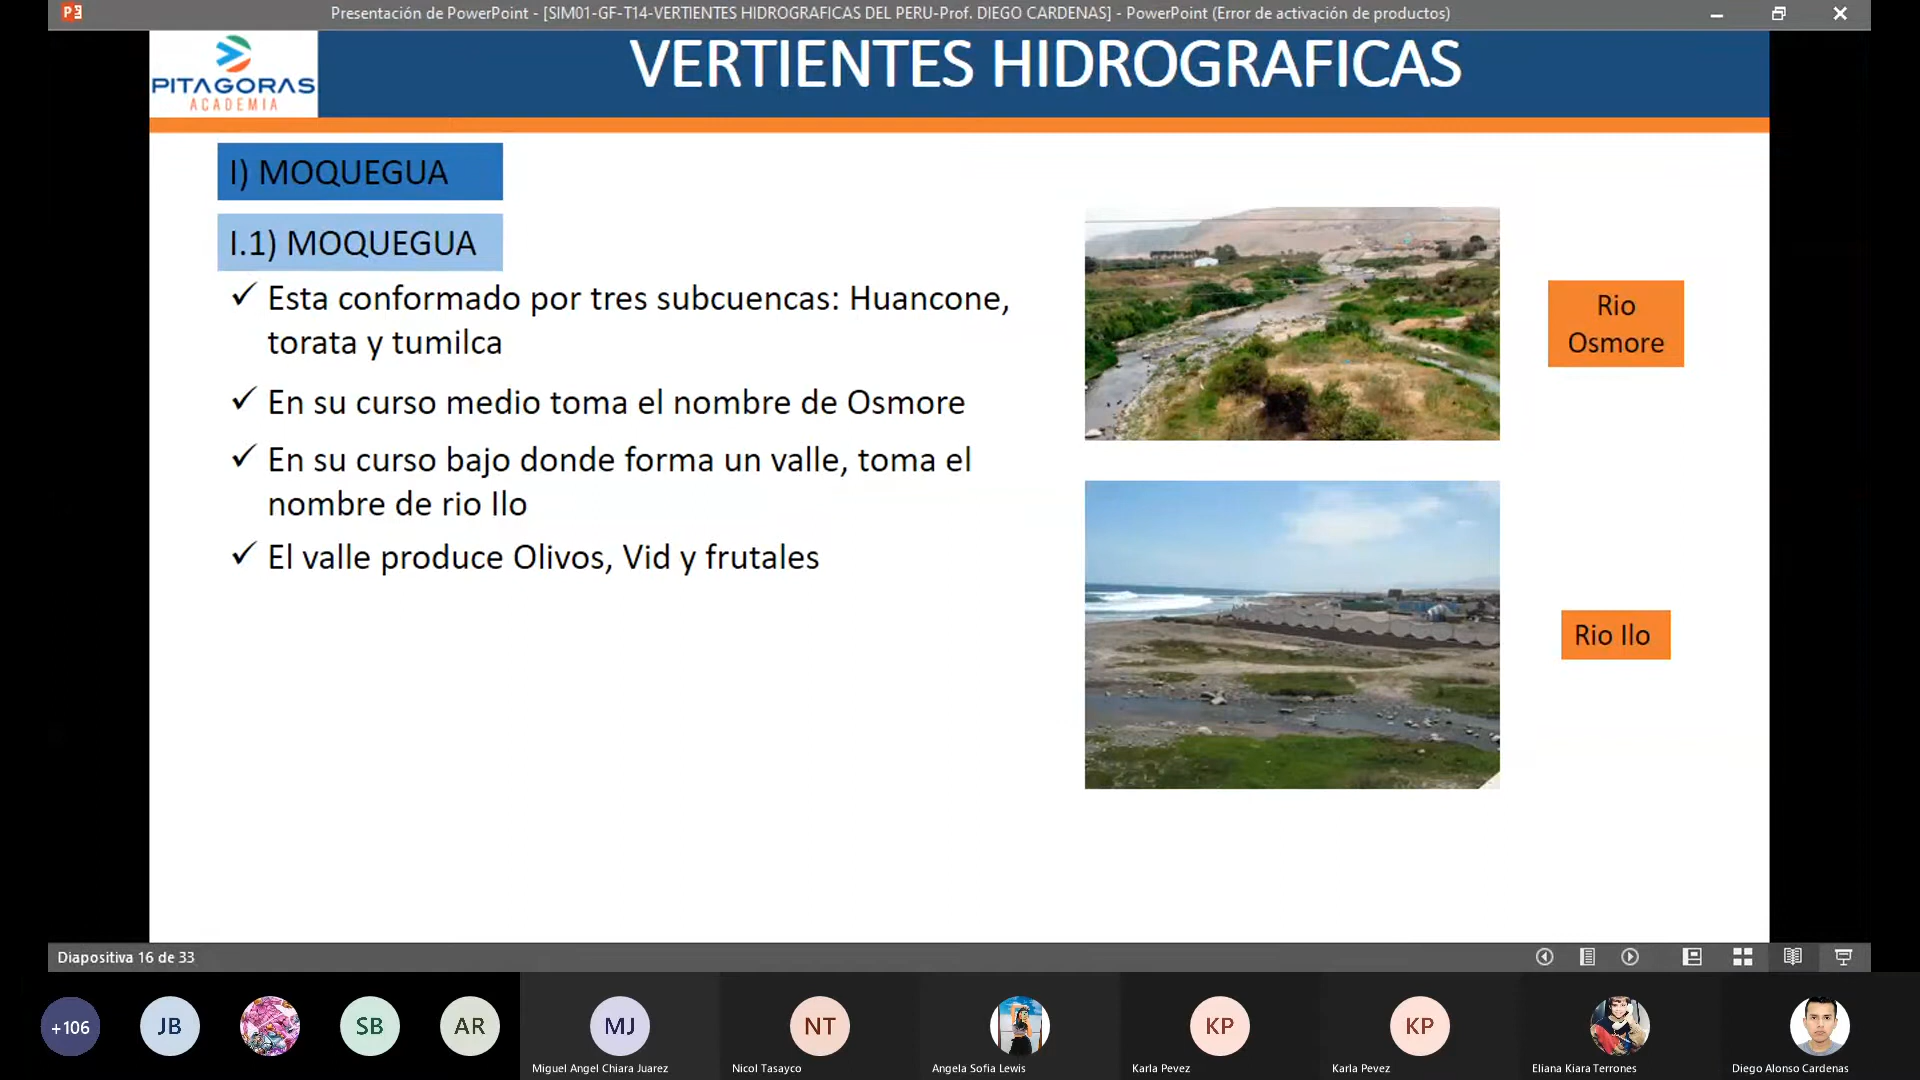 Presentación de PowerPoint - [SIM01-GF-T14-VERTIENTES HIDROGRAFICAS DEL PERU-Prof. DIEGO CARDENAS] - PowerPoint (Error de activación de productos)
PITAGORAS
ACADEMIA
VERTIENTES HIDROGRAFICAS
I) MOQUEGUA
I.1) MOQUEGUA
✓ Esta conformado por tres subcuencas: Huancone,
torata y tumilca
✓ En su curso medio toma el nombre de Osmore
✓ En su curso bajo donde forma un valle, toma el
nombre de rio Ilo
✓ El valle produce Olivos, Vid y frutales
Rio
Osmore
Rio Ilo
Diapositiva 16 de 33
+106
JB
SB
AR
MJ
NT
KP
KP
Miguel Angel Chiara Juarez
Nicol Tasayco
Angela Sofia Lewis
Karla Pevez
Karla Pevez
Eliana Kiara Terrones
Diego Alonso Cardenas